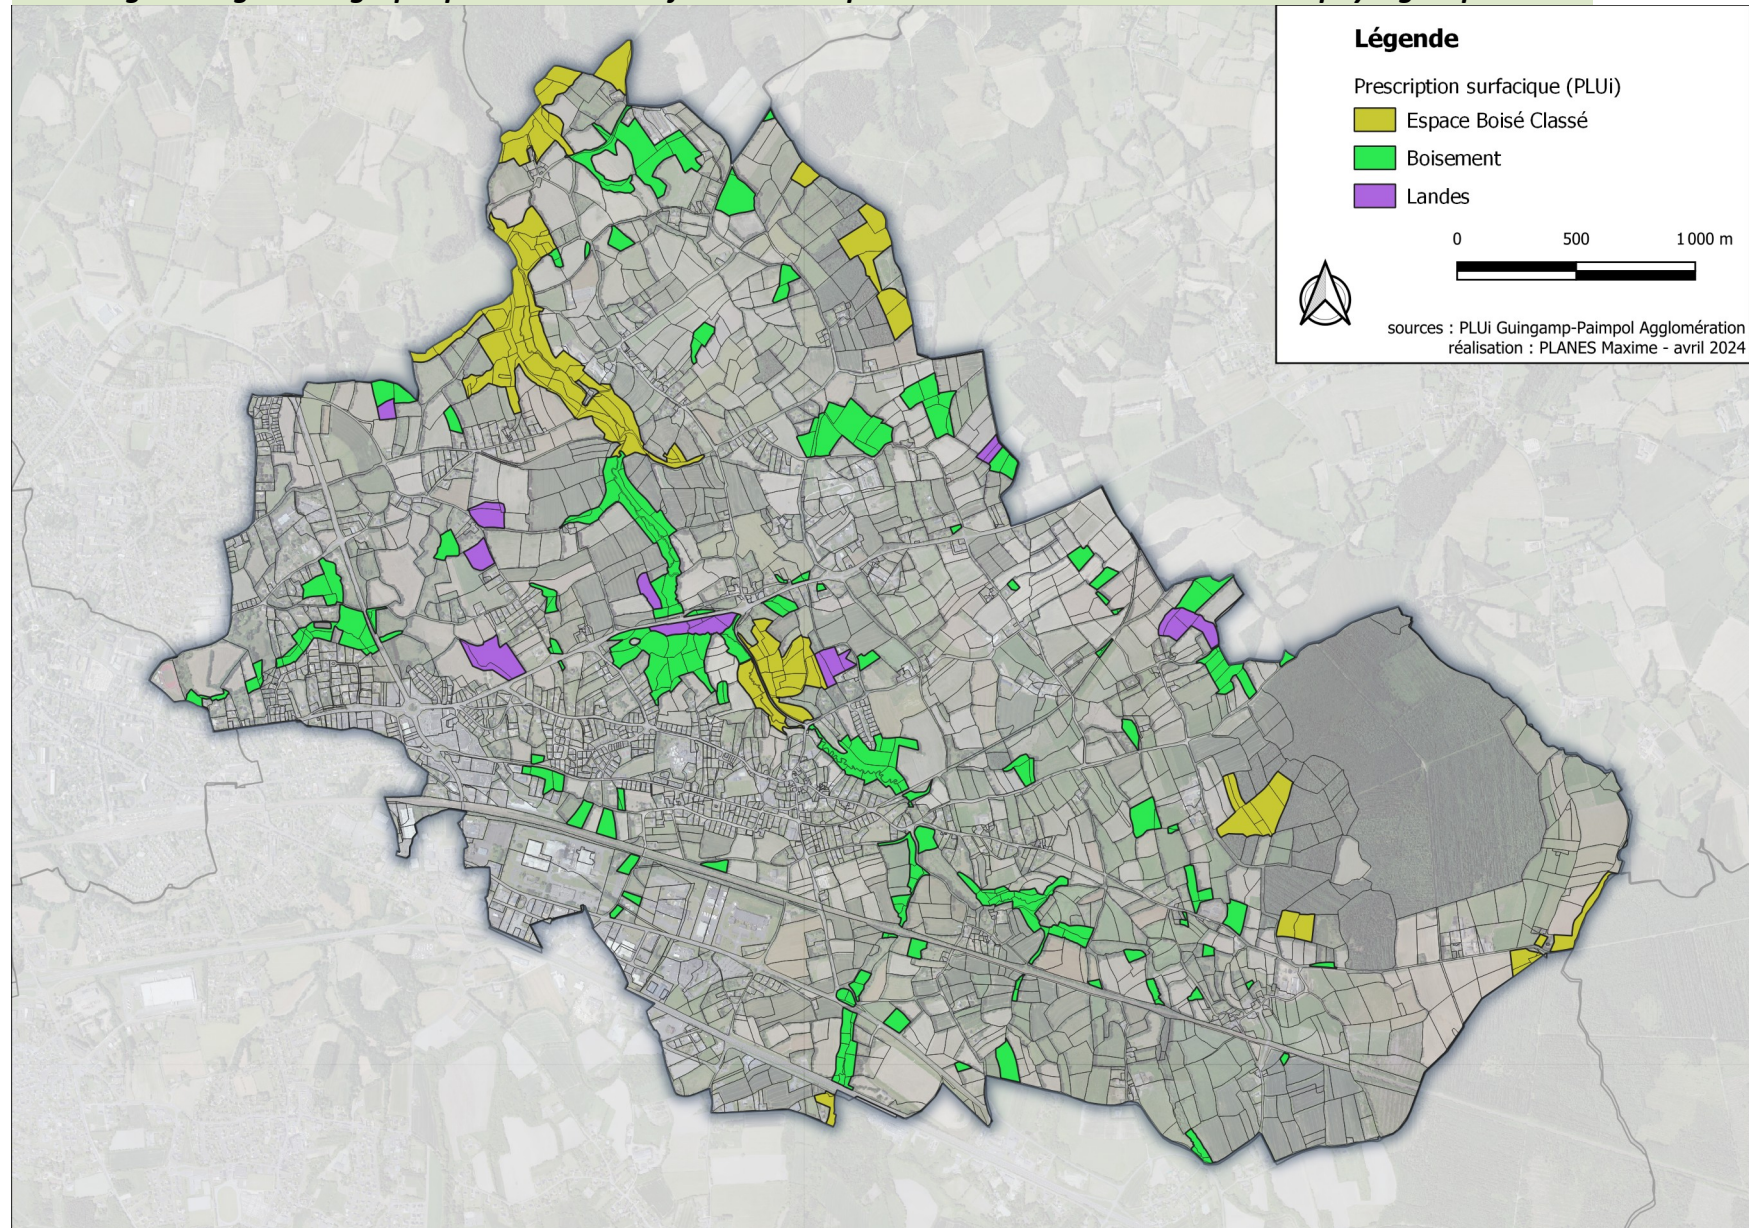 Légende
Prescription surfacique (PLUi)
Espace Boisé Classé
Boisement
Landes
0 500 1 000 m
sources : PLUi Guingamp-Paimpol Agglomération
réalisation : PLANES Maxime - avril 2024